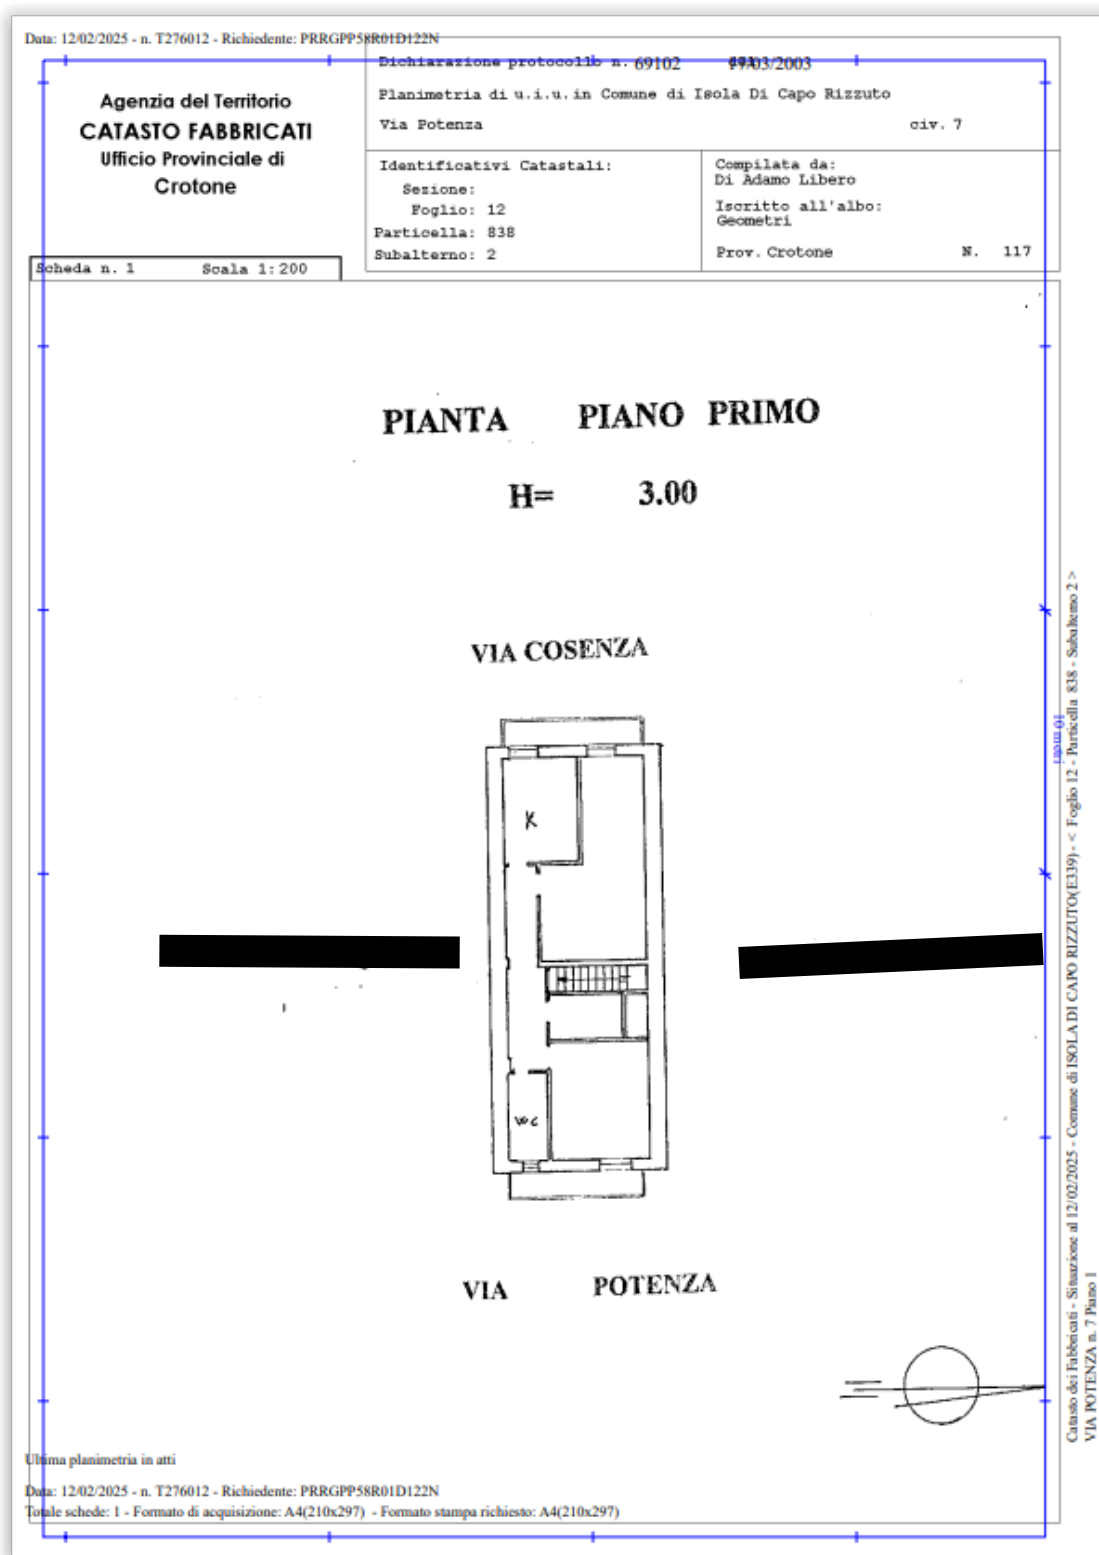 Data: 12/02/2025 - n. T276012 - Richiedente: PRRGPP58R01D122N
Agenzia del Territorio
CATASTO FABBRICATI
Ufficio Provinciale di
Crotone
Dichiarazione protocollo n. 69102 /03/2003
Planimetria di u.i.u.in Comune di Isola Di Capo Rizzuto
Via Potenza civ. 7
Identificativi Catastali:
Sezione:
Foglio: 12
Particella: 838
Subalterno: 2
Compilata da:
Di Adamo Libero
Iscritto all'albo:
Geometri
Prov. Crotone N. 117
Scheda n. 1 Scala 1:200
PIANTA PIANO PRIMO
H= 3.00
VIA COSENZA
K
wc
VIA POTENZA
10 metri
Catasto dei Fabbricati - Situazione al 12/02/2025 - Comune di ISOLA DI CAPO RIZZUTO(E339) - < Foglio 12 - Particella 838 - Subalterno 2 >
VIA POTENZA n. 7 Piano 1
Ultima planimetria in atti
Data: 12/02/2025 - n. T276012 - Richiedente: PRRGPP58R01D122N
Totale schede: 1 - Formato di acquisizione: A4(210x297) - Formato stampa richiesto: A4(210x297)